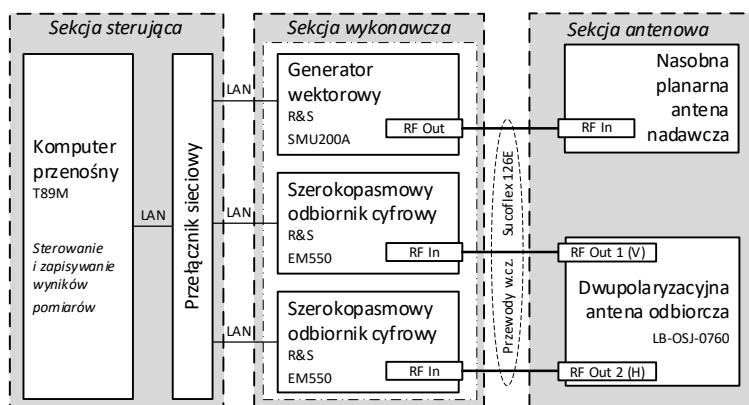 Sekcja sterująca
Komputer
przenośny
T89M
Sterowanie
i zapisywanie
wyników
pomiarów
LAN
Przełącznik sieciowy
LAN
LAN
LAN
Sekcja wykonawcza
Generator
wektorowy
R&S
SMU200A
RF Out
Szerokopasmowy
odbiornik cyfrowy
R&S
EM550
RF In
Szerokopasmowy
odbiornik cyfrowy
R&S
EM550
RF In
Przewody w.cz. Sucoflex 126E
Sekcja antenowa
Nasobna
planarna
antena
nadawcza
RF In
RF Out 1 (V)
Dwupolaryzacyjna
antena odbiorcza
LB-OSJ-0760
RF Out 2 (H)